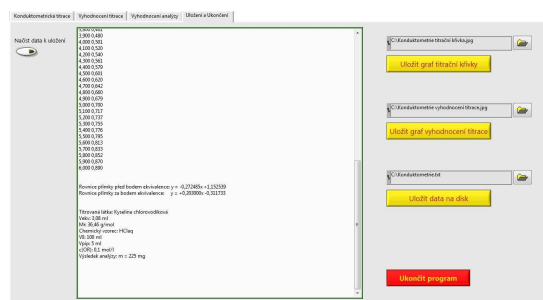 Konduktometrická titrace
Vyhodnocení titrace
Vyhodnocení analýzy
Uložení a Ukončení
Načíst data k uložení
3,900 0,480
4,000 0,501
4,100 0,520
4,200 0,540
4,300 0,561
4,400 0,579
4,500 0,601
4,600 0,620
4,700 0,642
4,800 0,660
4,900 0,679
5,000 0,700
5,100 0,717
5,200 0,737
5,300 0,755
5,400 0,776
5,500 0,795
5,600 0,813
5,700 0,833
5,800 0,852
5,900 0,870
6,000 0,890
Rovnice přímky před bodem ekvivalence: y = -0,272485x +1,152539
Rovnice přímky za bodem ekvivalence: y =
Titrovaná látka: Kyselina chlorovodíková
Vekv: 3,08 ml
Mr: 36,46 g/mol
Chemický vzorec: HClaq
V0: 100 ml
Vpip: 5 ml
c(OR): 0,1 mol/l
Výsledek analýzy: m = 225 mg
C:\Konduktometrie titrační křivka.jpg
Uložit graf titrační křivky
C:\Konduktometrie vyhodnocení titrace.jpg
Uložit graf vyhodnocení titrace
C:\Konduktometrie.txt
Uložit data na disk
Ukončit program